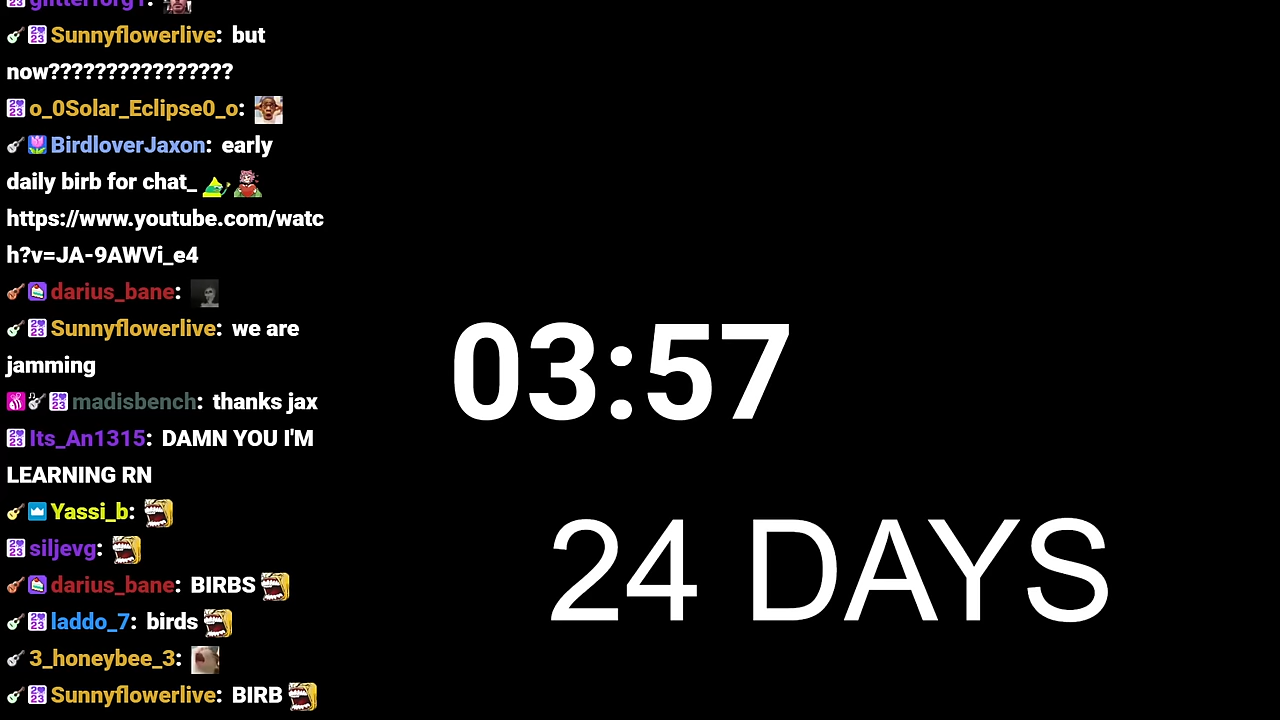 glitterforg1:
Sunnyflowerlive: but
now????????????????
o_0Solar_Eclipse0_o:
BirdloverJaxon: early
daily birb for chat_
https://www.youtube.com/watc
h?v=JA-9AWVi_e4
darius_bane:
Sunnyflowerlive: we are
jamming
madisbench: thanks jax
Its_An1315: DAMN YOU I'M
LEARNING RN
Yassi_b:
siljevg:
darius_bane: BIRBS
laddo_7: birds
3_honeybee_3:
Sunnyflowerlive: BIRB
03:57
24 DAYS